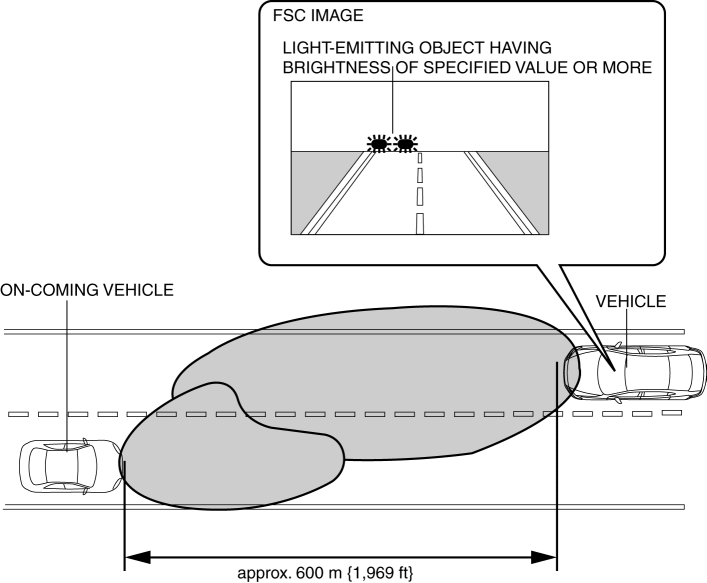 FSC IMAGE
LIGHT-EMITTING OBJECT HAVING
BRIGHTNESS OF SPECIFIED VALUE OR MORE
ON-COMING VEHICLE
VEHICLE
approx. 600 m {1,969 ft}